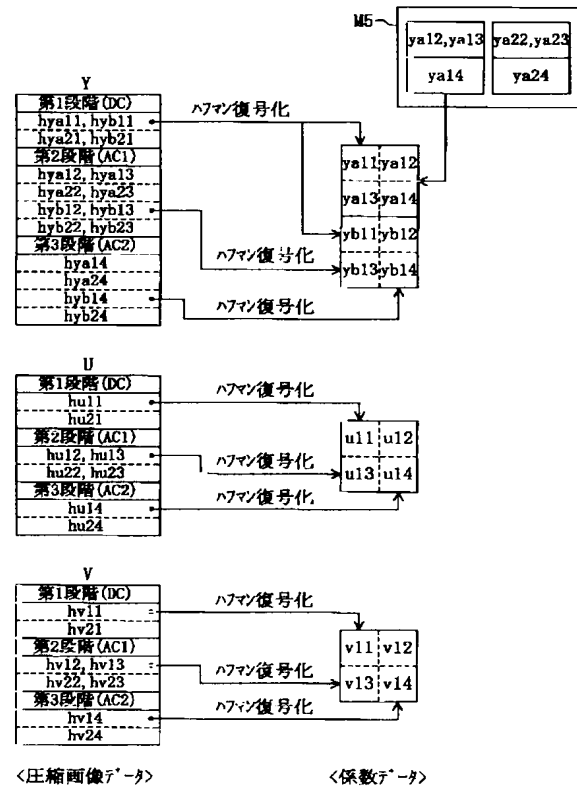 M5
ya12,ya13 ya22,ya23
ya14 ya24
Y
第1段階(DC)
hya11, hyb11
hya21, hyb21
第2段階(AC1)
hya12, hya13
hya22, hya23
hyb12, hyb13
hyb22, hyb23
第3段階(AC2)
hya14
hya24
hyb14
hyb24
ハフマン復号化
ハフマン復号化
ハフマン復号化
ya11 ya12
ya13 ya14
yb11 yb12
yb13 yb14
U
第1段階(DC)
hu11
hu21
第2段階(AC1)
hu12, hu13
hu22, hu23
第3段階(AC2)
hu14
hu24
ハフマン復号化
ハフマン復号化
ハフマン復号化
u11 u12
u13 u14
V
第1段階(DC)
hv11
hv21
第2段階(AC1)
hv12, hv13
hv22, hv23
第3段階(AC2)
hv14
hv24
ハフマン復号化
ハフマン復号化
ハフマン復号化
v11 v12
v13 v14
<圧縮画像データ> <係数データ>